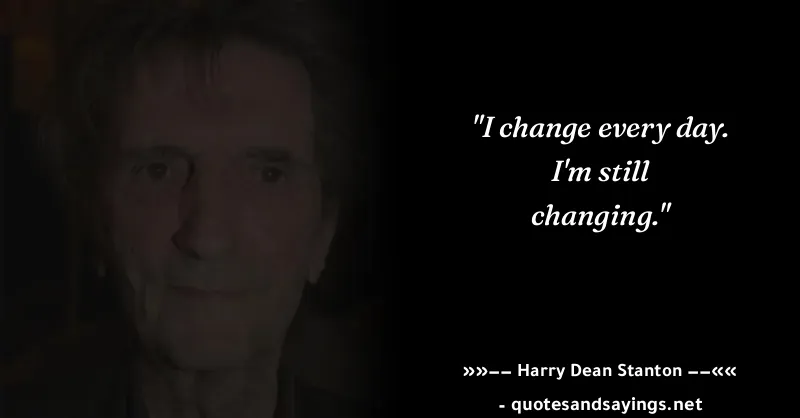 "I change every day.
I'm still
changing."
»»–– Harry Dean Stanton ––««
- quotesandsayings.net